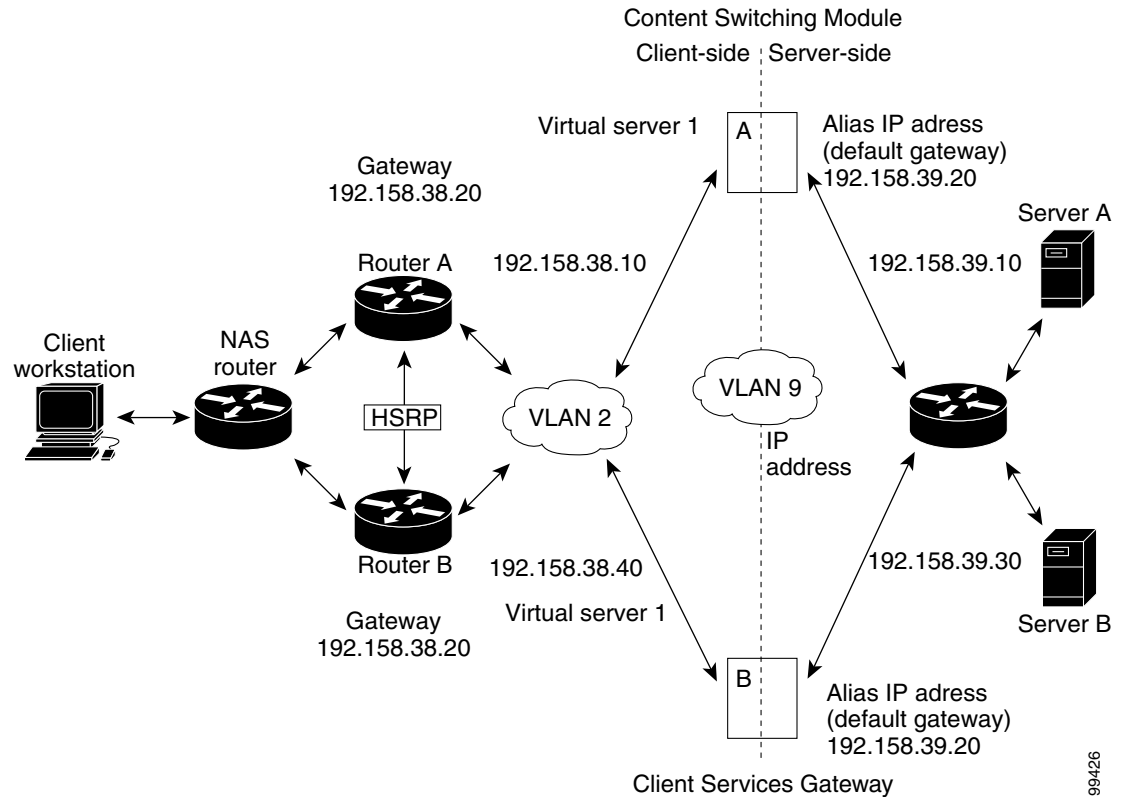 Content Switching Module
Client-side
Server-side
Virtual server 1
A
Alias IP adress
(default gateway)
192.158.39.20
Gateway
192.158.38.20
Server A
Router A
192.158.38.10
192.158.39.10
Client
workstation
NAS
router
HSRP
VLAN 2
VLAN 9
IP
address
Router B
192.158.38.40
192.158.39.30
Virtual server 1
Gateway
192.158.38.20
Server B
B
Alias IP adress
(default gateway)
192.158.39.20
Client Services Gateway
99426